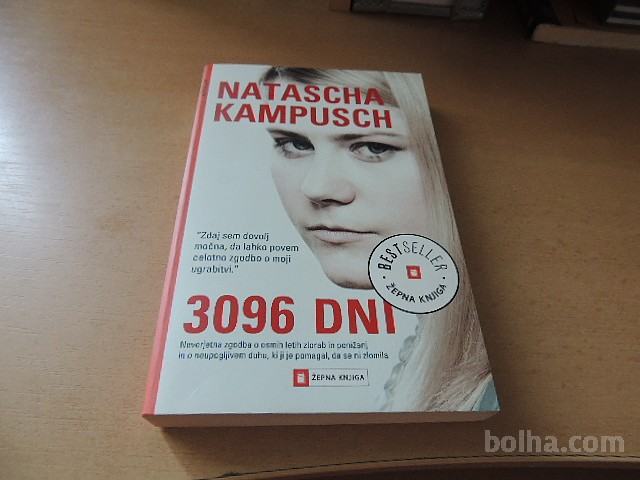 NATASCHA
KAMPUSCH
"Zdaj sem dovolj
močna, da lahko povem
celotno zgodbo o moji
ugrabitvi."
BESTSELLER
ŽEPNA KNJIGA
3096 DNI
Neverjetna zgodba o osmih letih zlorab in ponižanj,
in o neupogljivem duhu, ki ji je pomagal, da se ni zlomila
ŽEPNA KNJIGA
bolha.com